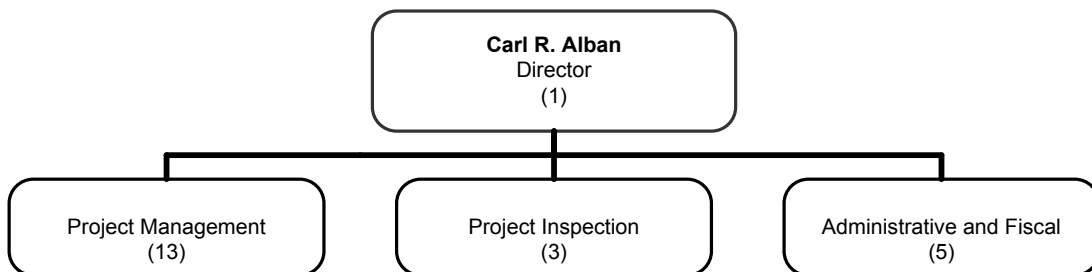 Carl R. Alban
Director
(1)
Project Management
(13)
Project Inspection
(3)
Administrative and Fiscal
(5)